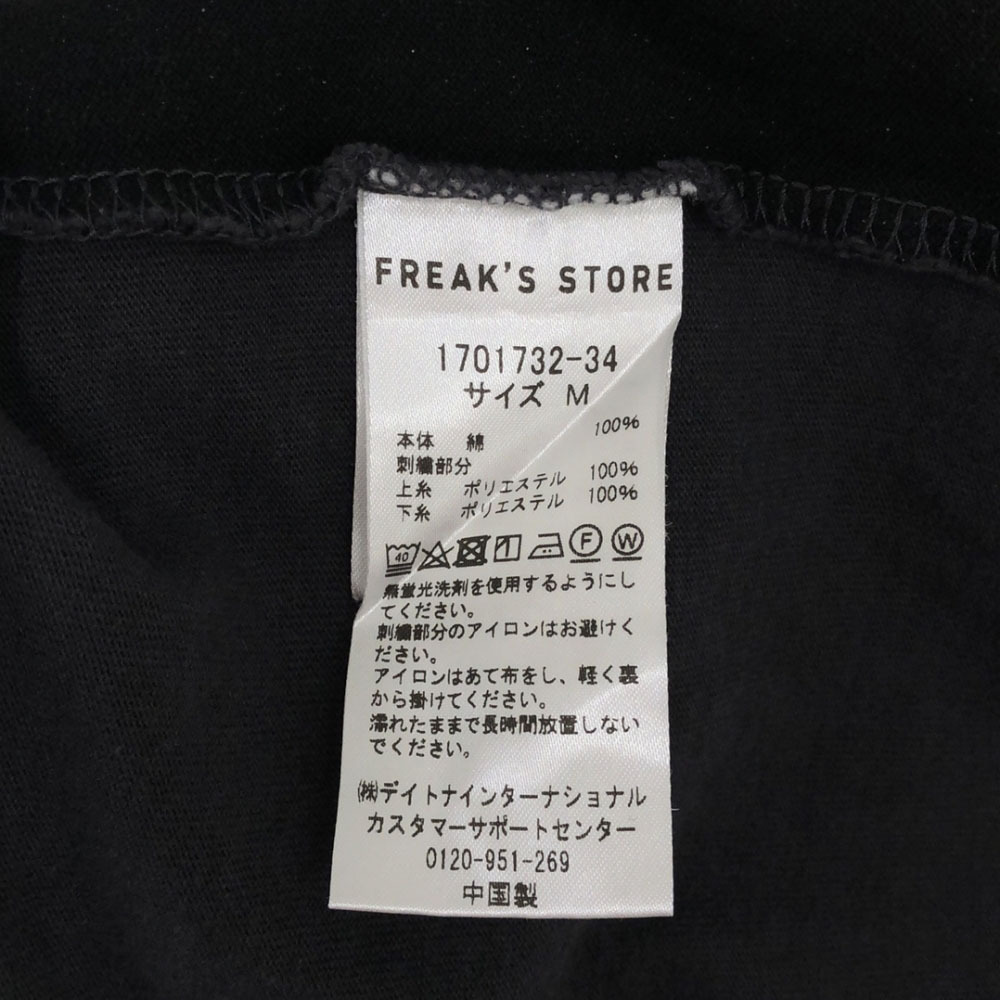 FREAK'S STORE
1701732-34
サイズ M
本体 綿 100%
刺繍部分
上糸 ポリエステル 100%
下糸 ポリエステル 100%
40 F W
無蛍光洗剤を使用するようにし
てください。
刺繍部分のアイロンはお避けく
ださい。
アイロンはあて布をし、軽く裏
から掛けてください。
濡れたままで長時間放置しない
でください。
(株)デイトナインターナショナル
カスタマーサポートセンター
0120-951-269
中国製